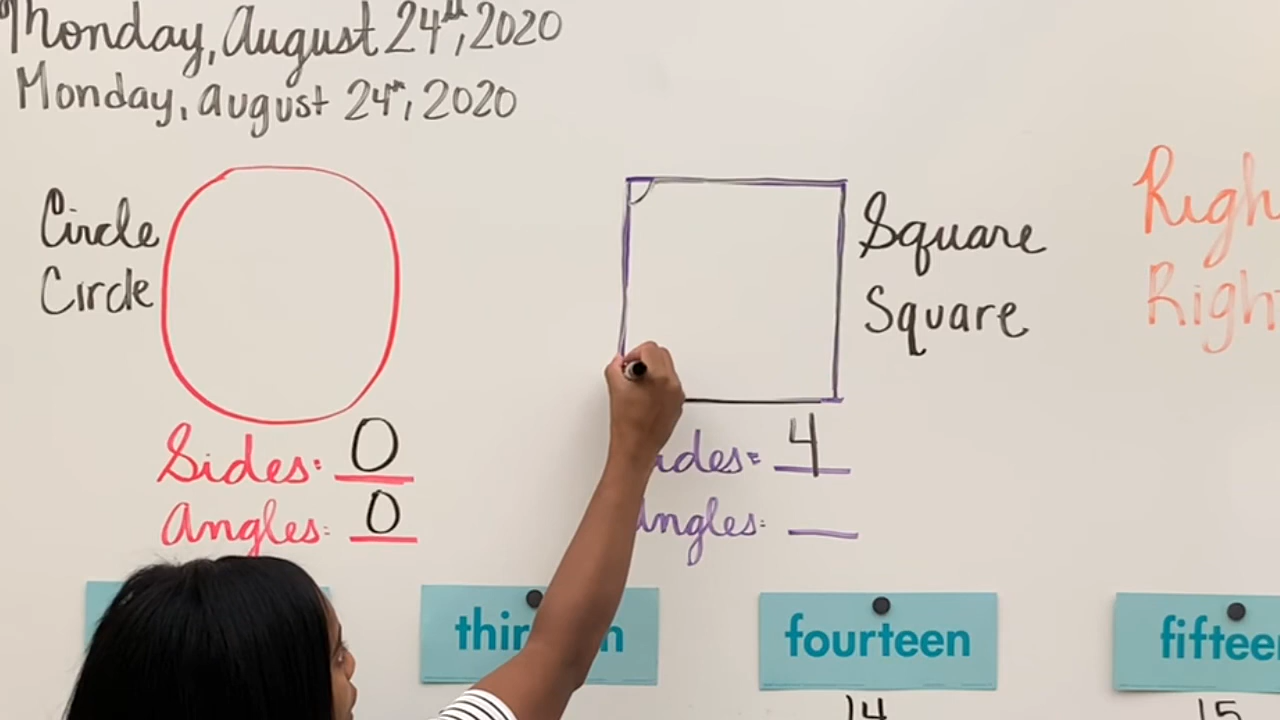 Monday, August 24th, 2020
Monday, August 24th, 2020
Circle
Circle
Square
Square
Sides: 0
Angles: 0
4
fourteen
14
15